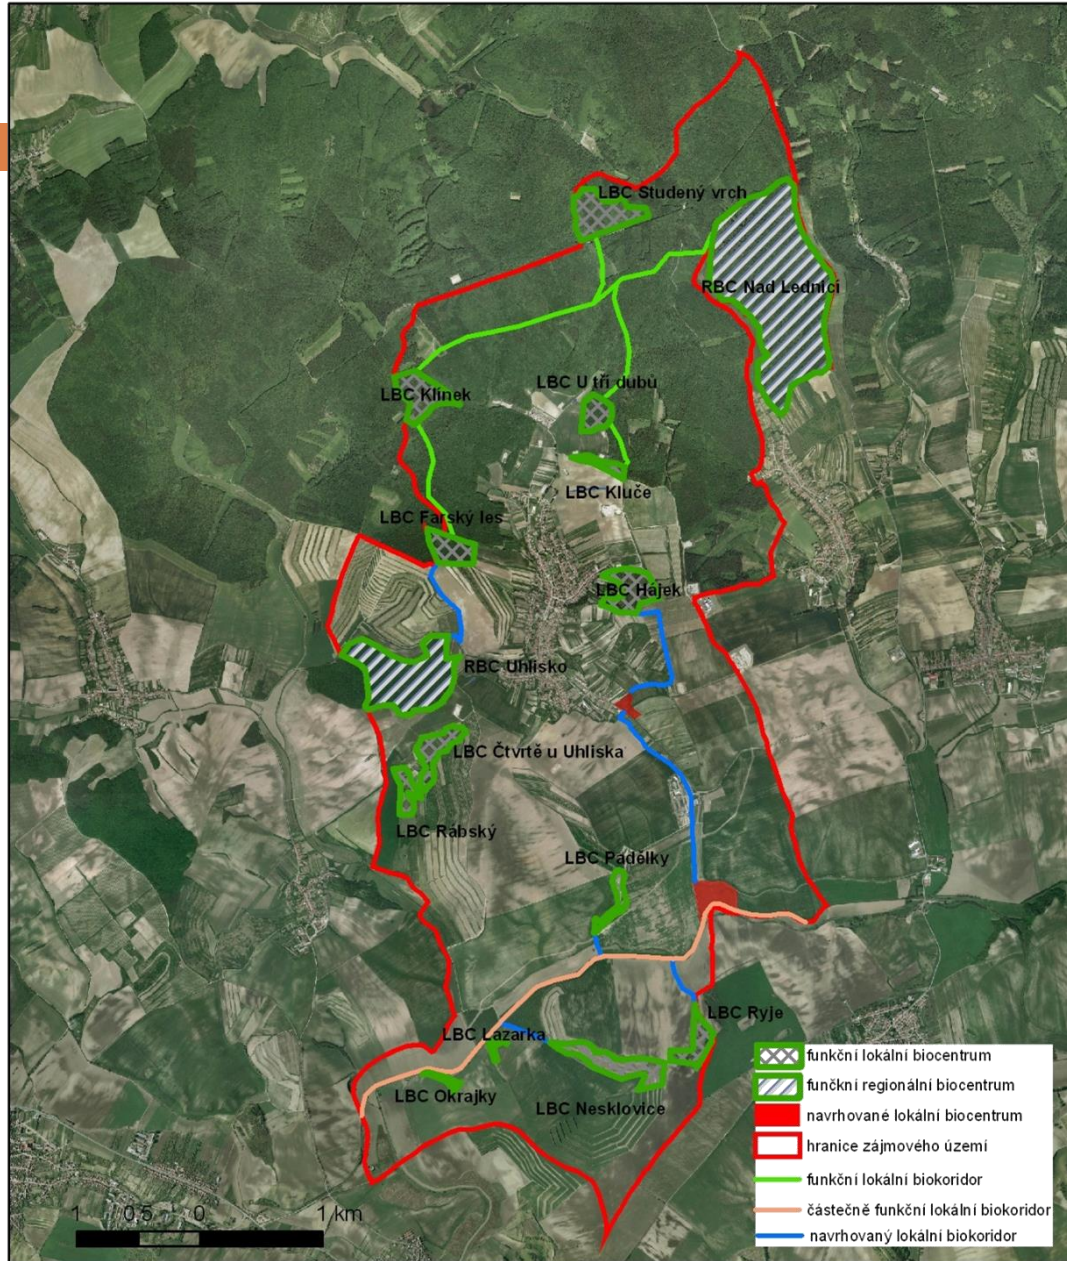 LBC Studený vrch
RBC Nad Lednicí
LBC U tří dubů
LBC Klínek
LBC Kluče
LBC Farský les
LBC Hájek
RBC Uhlisko
LBC Čtvrtě u Uhliska
LBC Rábský
LBC Padělky
LBC Ryje
LBC Lazarka
LBC Okrajky
LBC Nesklovice
funkční lokální biocentrum
funčkní regionální biocentrum
navrhované lokální biocentrum
hranice zájmového území
funkční lokální biokoridor
částečně funkční lokální biokoridor
navrhovaný lokální biokoridor
1 0,5 0 1 km